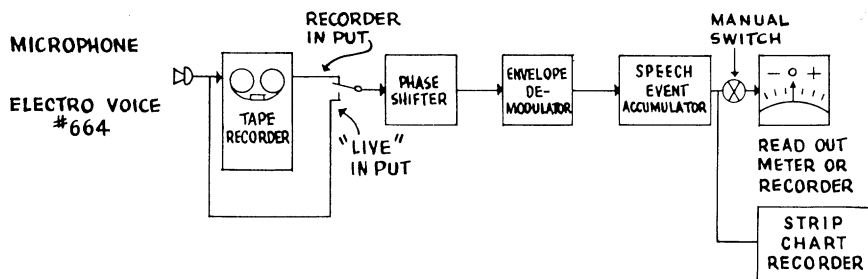 MICROPHONE
ELECTRO VOICE
#664
TAPE
RECORDER
RECORDER
IN PUT
"LIVE"
IN PUT
PHASE
SHIFTER
ENVELOPE
DE-
MODULATOR
SPEECH
EVENT
ACCUMULATOR
MANUAL
SWITCH
- O +
READ OUT
METER OR
RECORDER
STRIP
CHART
RECORDER